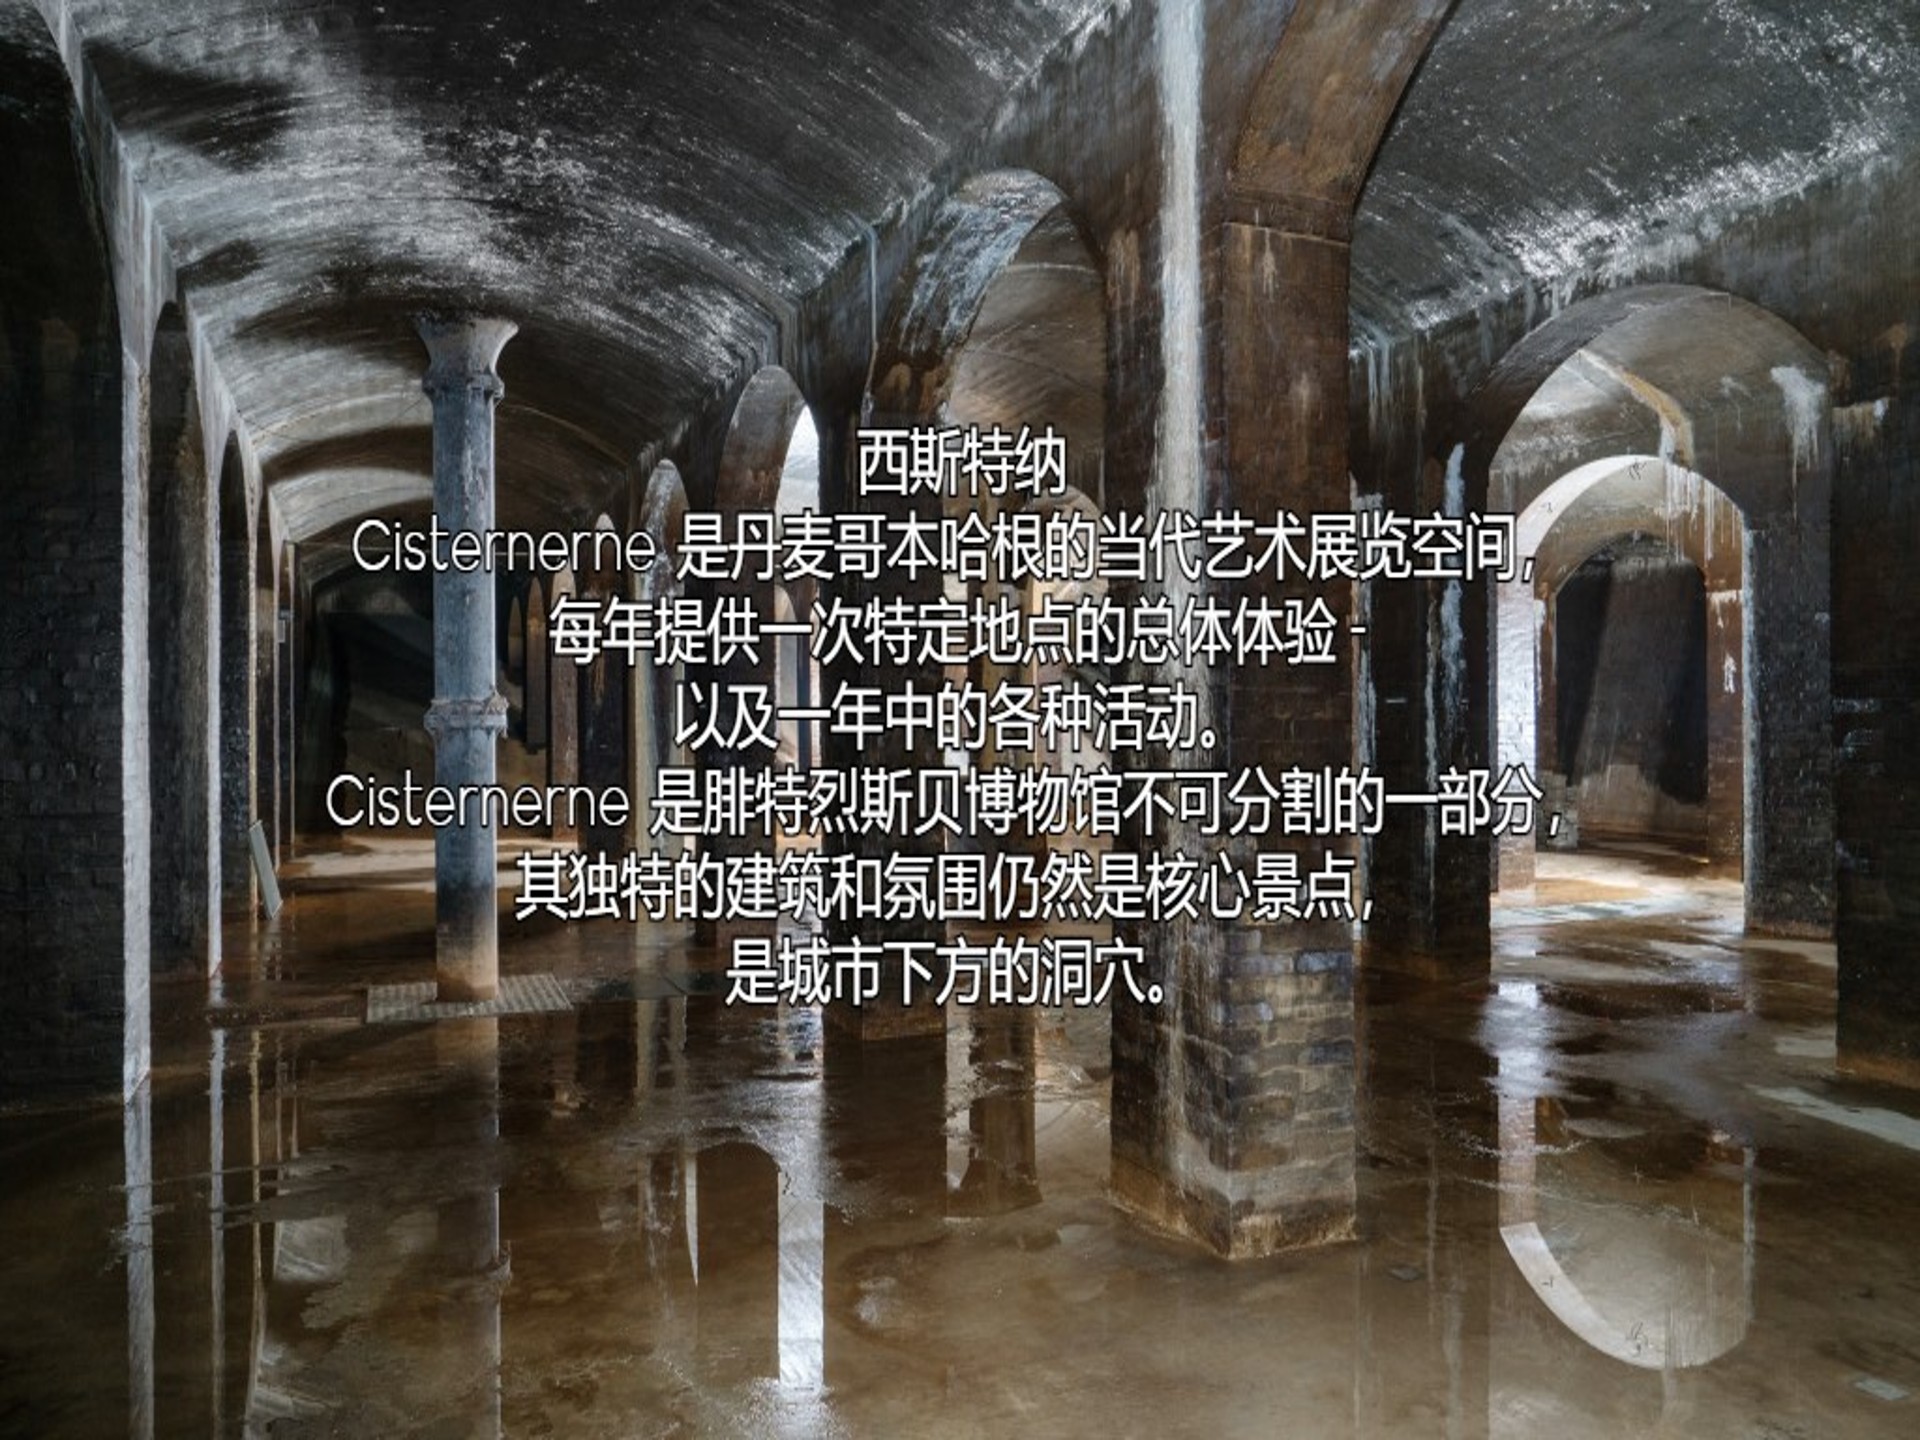 西斯特纳
Cisternerne 是丹麦哥本哈根的当代艺术展览空间,
每年提供一次特定地点的总体体验 -
以及一年中的各种活动。
Cisternerne 是腓特烈斯贝博物馆不可分割的一部分,
其独特的建筑和氛围仍然是核心景点,
是城市下方的洞穴。